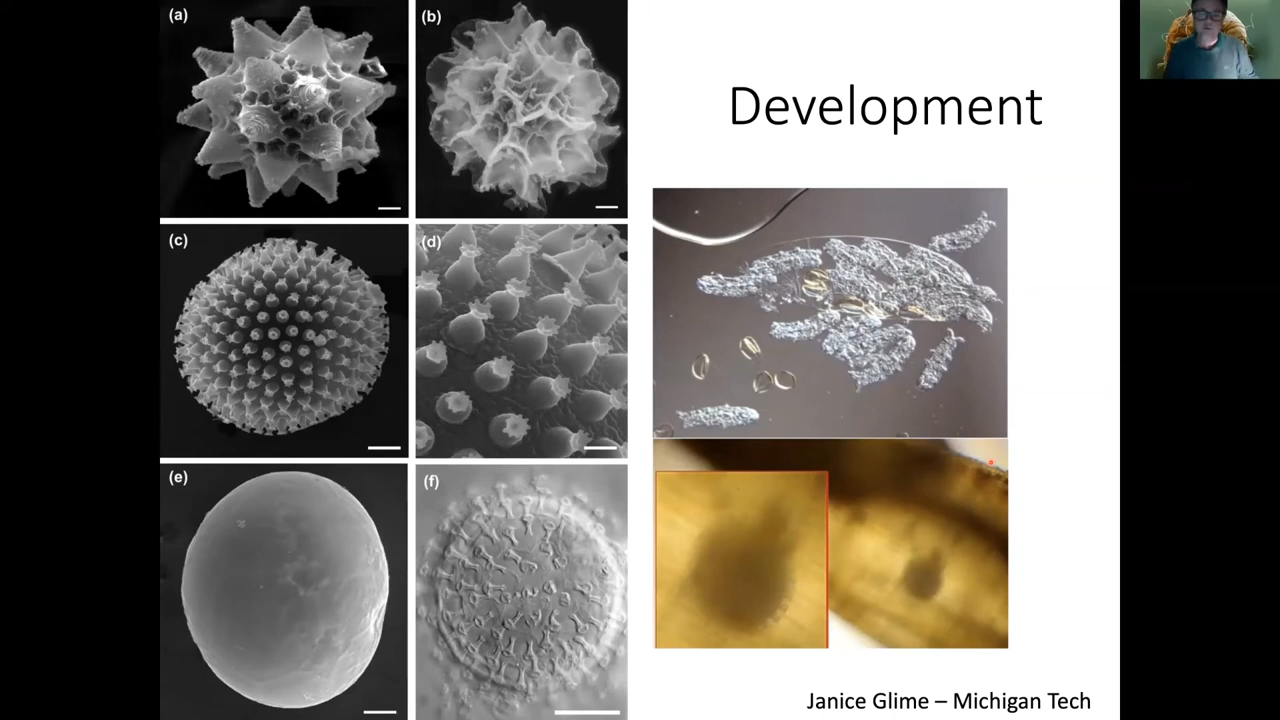 (a)
(b)
Development
(c)
(d)
(e)
(f)
Janice Glime – Michigan Tech